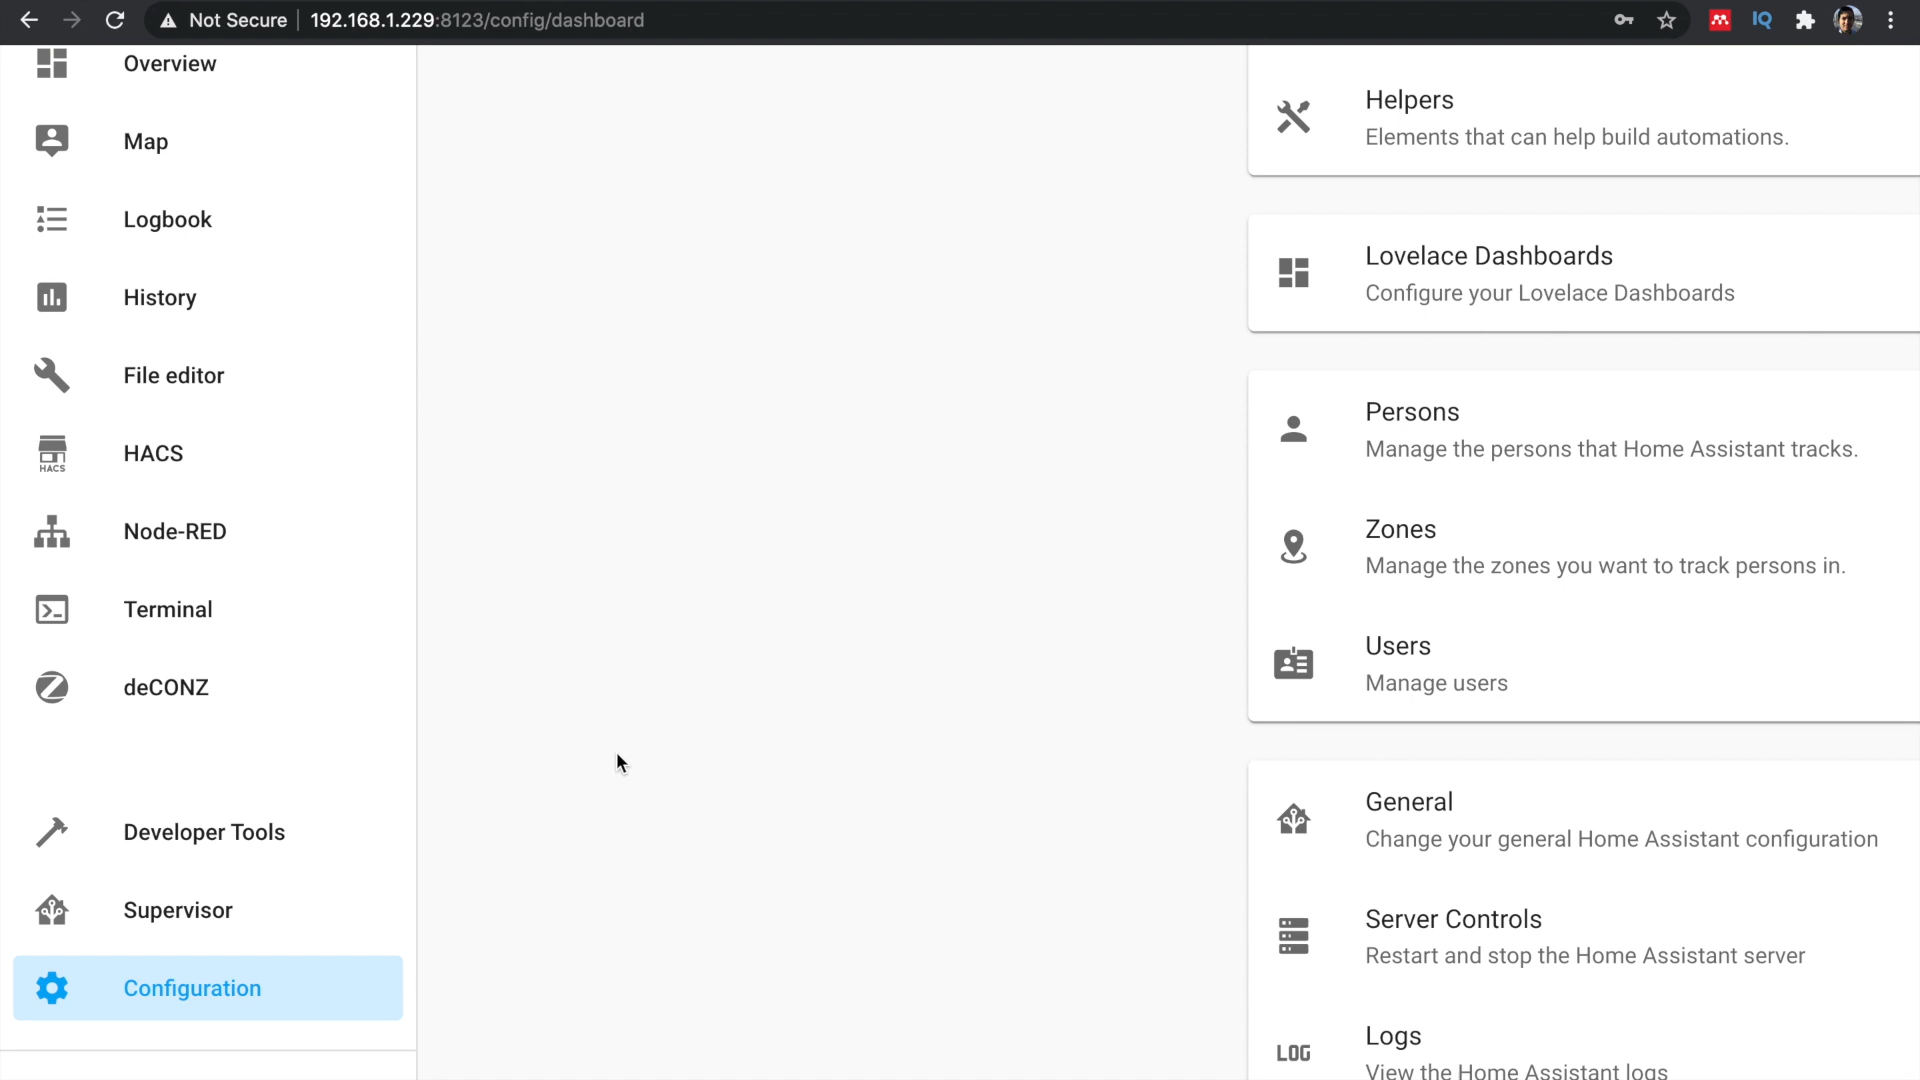 Not Secure
192.168.1.229:8123/config/dashboard
IQ
Overview
Map
Logbook
History
File editor
HACS
HACS
Node-RED
Terminal
deCONZ
Developer Tools
Supervisor
Configuration
Helpers
Elements that can help build automations.
Lovelace Dashboards
Configure your Lovelace Dashboards
Persons
Manage the persons that Home Assistant tracks.
Zones
Manage the zones you want to track persons in.
Users
Manage users
General
Change your general Home Assistant configuration
Server Controls
Restart and stop the Home Assistant server
LOG
Logs
View the Home Assistant logs